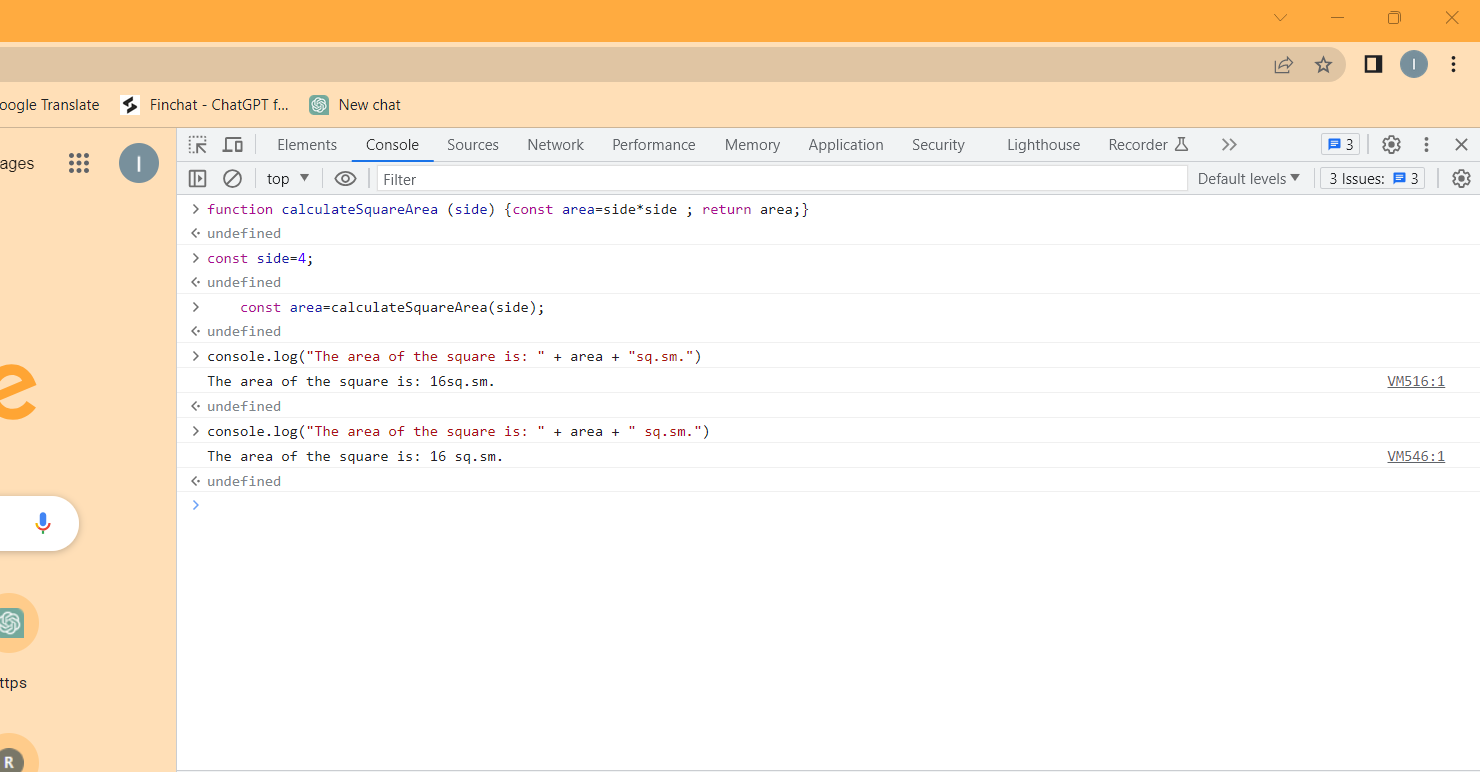 oogle Translate Finchat - ChatGPT f... New chat
ages I
Elements Console Sources Network Performance Memory Application Security Lighthouse Recorder 3
top Filter Default levels 3 Issues: 3
function calculateSquareArea (side) {const area=side*side ; return area;}
undefined
const side=4;
undefined
const area=calculateSquareArea(side);
undefined
console.log("The area of the square is: " + area + "sq.sm.")
The area of the square is: 16sq.sm. VM516:1
undefined
console.log("The area of the square is: " + area + " sq.sm.")
The area of the square is: 16 sq.sm. VM546:1
undefined
e
ttps
R